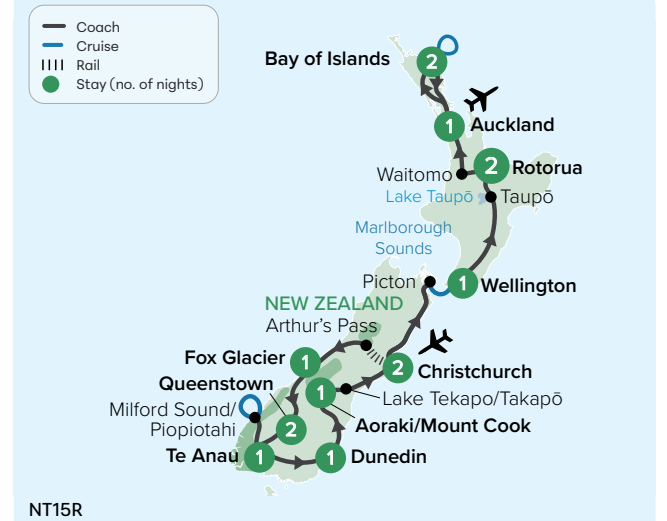 Coach
Cruise
Rail
Stay (no. of nights)
Bay of Islands
2
1
Auckland
Waitomo
2
Rotorua
Lake Taupō
Taupō
Marlborough
Sounds
Picton
1
Wellington
NEW ZEALAND
Arthur's Pass
Fox Glacier
1
2
Christchurch
Queenstown
1
Lake Tekapo/Takapō
Milford Sound/
Piopiotahi
2
Aoraki/Mount Cook
Te Anau
1
1
Dunedin
NT15R